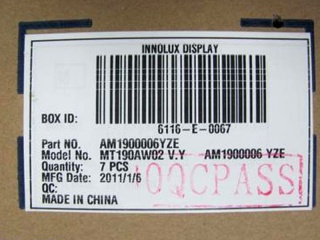 INNOLUX DISPLAY
BOX ID:
6116-E-0067
Part NO. AM1900006YZE
Model No. MT190AW02 V.Y AM1900006 YZE
Quantity: 7 PCS
MFG Date: 2011/1/6
QC: OQCPASS
MADE IN CHINA